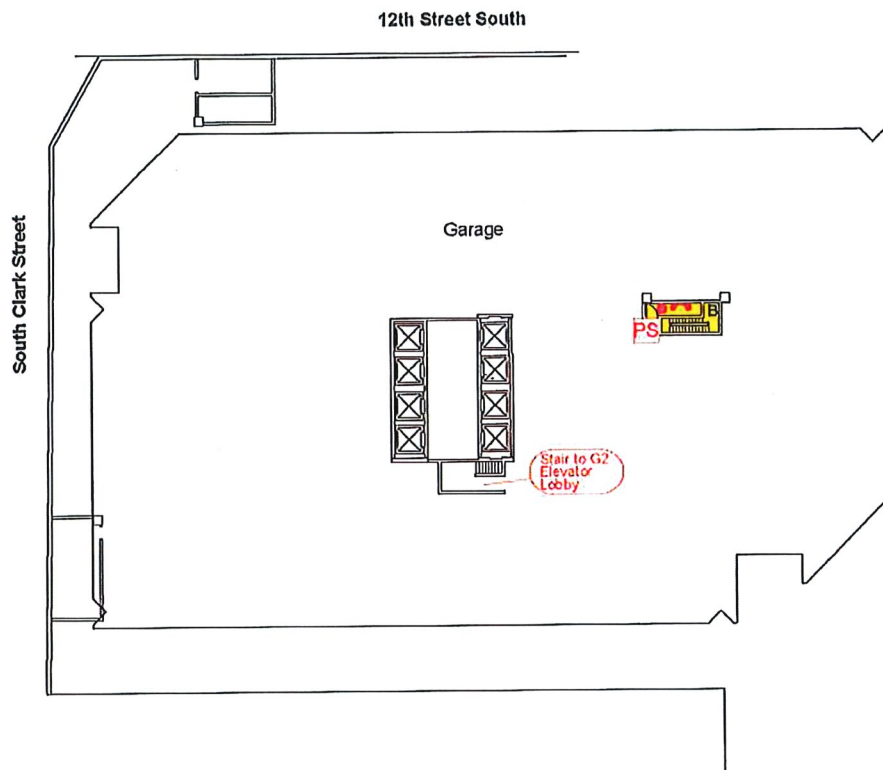 12th Street South
South Clark Street
Garage
B
PS
Stair to G2
Elevator
Lobby